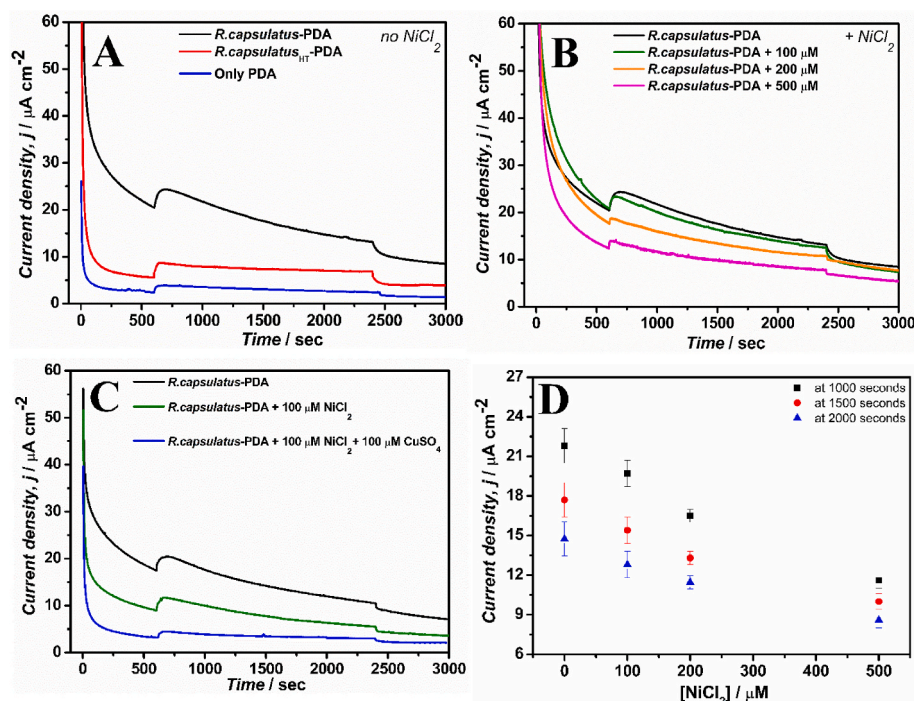 A
no NiCl2
R.capsulatus-PDA
R.capsulatusHT-PDA
Only PDA
Current density, j / μA cm-2
60
50
40
30
20
10
0
0 500 1000 1500 2000 2500 3000
Time / sec
B
+ NiCl2
R.capsulatus-PDA
R.capsulatus-PDA + 100 μM
R.capsulatus-PDA + 200 μM
R.capsulatus-PDA + 500 μM
Current density, j / μA cm-2
60
50
40
30
20
10
0
0 500 1000 1500 2000 2500 3000
Time / sec
C
R.capsulatus-PDA
R.capsulatus-PDA + 100 μM NiCl2
R.capsulatus-PDA + 100 μM NiCl2 + 100 μM CuSO4
Current density, j / μA cm-2
60
50
40
30
20
10
0
0 500 1000 1500 2000 2500 3000
Time / sec
D
at 1000 seconds
at 1500 seconds
at 2000 seconds
Current density, j / μA cm-2
27
24
21
18
15
12
9
6
0 100 200 300 400 500
[NiCl2] / μM